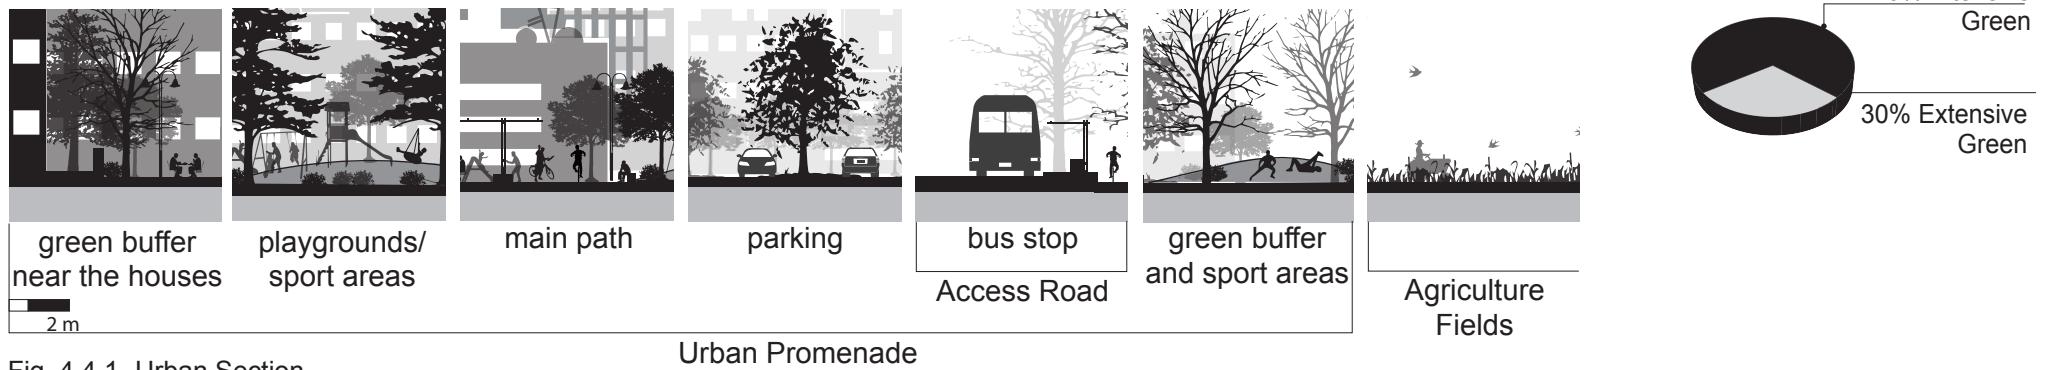 green buffer
near the houses
playgrounds/
sport areas
main path
parking
bus stop
green buffer
and sport areas
Access Road
Agriculture
Fields
2 m
Urban Promenade
Fig. 4.4.1. Urban Section
Green
30% Extensive
Green